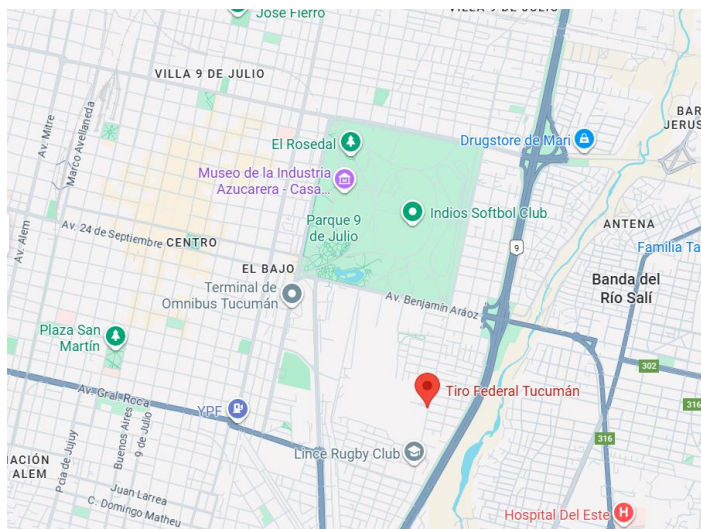 Jose Fierro
VILLA 9 DE JULIO
VILLA 9 DE JULIO
Av. Mitre
Marco Avellaneda
El Rosedal
Drugstore de Mari
BAR
JERUS
Museo de la Industria
Azucarera - Casa...
Parque 9
de Julio
Indios Softbol Club
Av. Alem
Av. 24 de Septiembre
CENTRO
9
ANTENA
Familia Ta
EL BAJO
Terminal de
Omnibus Tucumán
Av. Benjamín Aráoz
Banda del
Río Salí
Plaza San
Martín
302
Tiro Federal Tucumán
316
Av. Gral. Roca
YPF
Buenos Aires
9 de Julio
316
Lince Rugby Club
NACIÓN
ALEM
Pcia de Jujuy
Juan Larrea
C. Domingo Matheu
Hospital Del Este
H